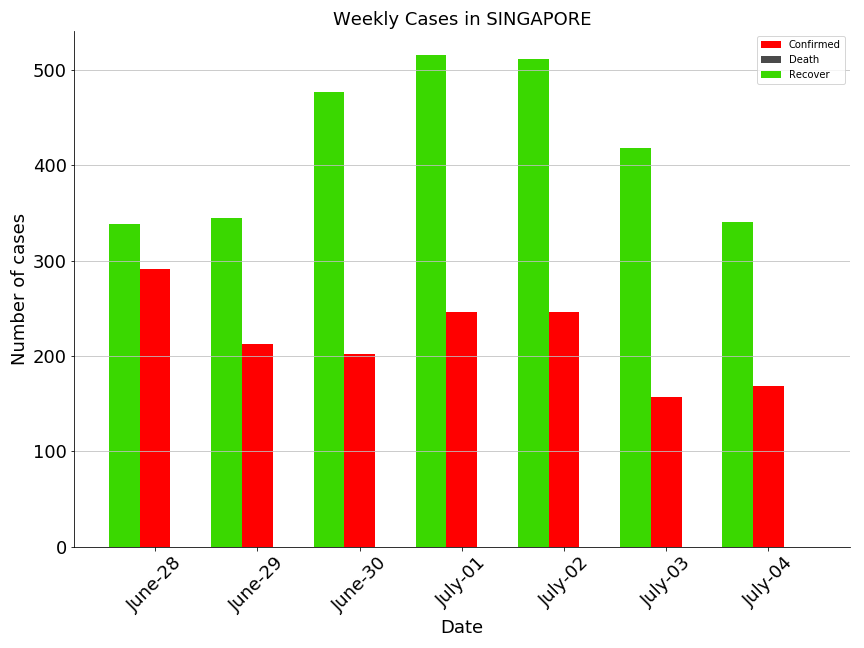 Weekly Cases in SINGAPORE
Confirmed
Death
Recover
Number of cases
500
400
300
200
100
0
June-28
June-29
June-30
July-01
July-02
July-03
July-04
Date